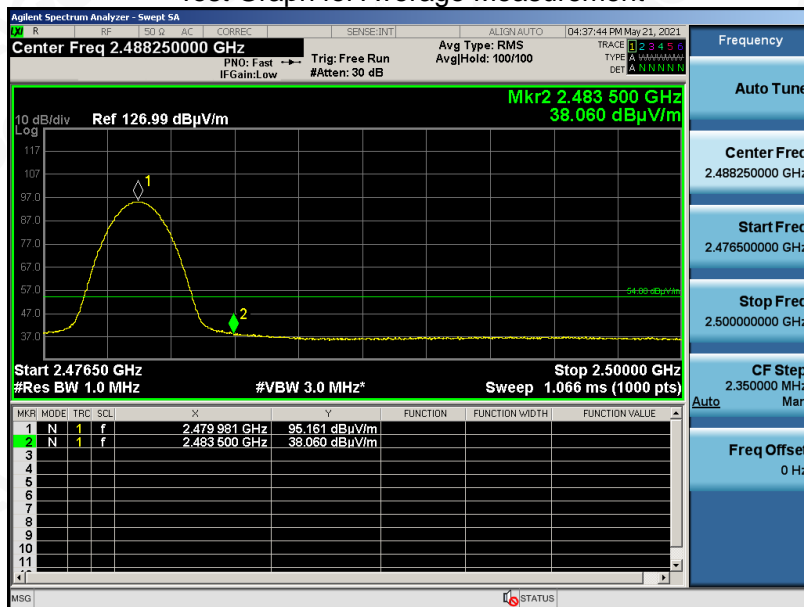 Test Graph for Average Measurement
Agilent Spectrum Analyzer - Swept SA
LXI R RF 50 Ω AC CORREC SENSE:INT ALIGN AUTO 04:37:44 PM May 21, 2021
Center Freq 2.488250000 GHz
PNO: Fast
IFGain:Low
Trig: Free Run
#Atten: 30 dB
Avg Type: RMS
Avg|Hold: 100/100
TRACE 1 2 3 4 5 6
TYPE A WWWWW
DET A N N N N N
Mkr2 2.483 500 GHz
38.060 dBµV/m
10 dB/div Ref 126.99 dBµV/m
Log
117
107
97.0
87.0
77.0
67.0
57.0
47.0
37.0
1
2
54.00 dBµV/m
Start 2.47650 GHz Stop 2.50000 GHz
#Res BW 1.0 MHz #VBW 3.0 MHz* Sweep 1.066 ms (1000 pts)
MKR MODE TRC SCL X Y FUNCTION FUNCTION WIDTH FUNCTION VALUE
1 N 1 f 2.479 981 GHz 95.161 dBµV/m
2 N 1 f 2.483 500 GHz 38.060 dBµV/m
3
4
5
6
7
8
9
10
11
MSG STATUS
Frequency
Auto Tune
Center Freq
2.488250000 GHz
Start Freq
2.476500000 GHz
Stop Freq
2.500000000 GHz
CF Step
2.350000 MHz
Auto Man
Freq Offset
0 Hz